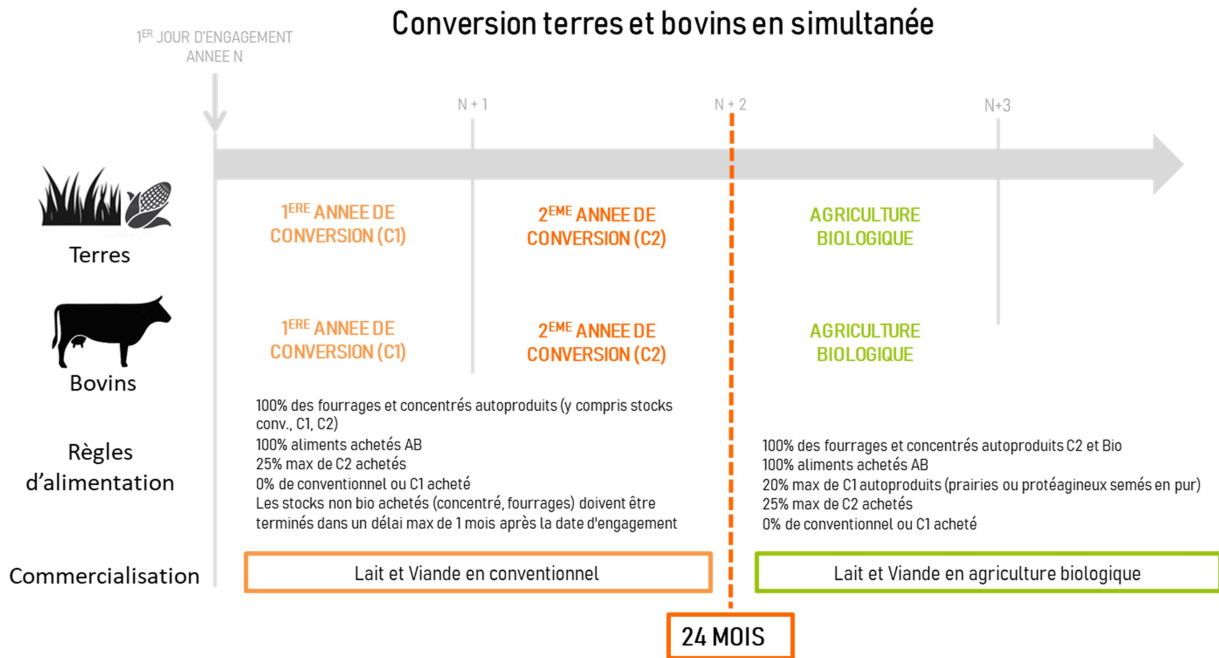 Conversion terres et bovins en simultanée
1ER JOUR D'ENGAGEMENT
ANNEE N
N + 1
N + 2
N+3
Terres
1ERE ANNEE DE
CONVERSION (C1)
2EME ANNEE DE
CONVERSION (C2)
AGRICULTURE
BIOLOGIQUE
Bovins
1ERE ANNEE DE
CONVERSION (C1)
2EME ANNEE DE
CONVERSION (C2)
AGRICULTURE
BIOLOGIQUE
Règles
d'alimentation
100% des fourrages et concentrés autoproduits (y compris stocks
conv., C1, C2)
100% aliments achetés AB
25% max de C2 achetés
0% de conventionnel ou C1 acheté
Les stocks non bio achetés (concentré, fourrages) doivent être
terminés dans un délai max de 1 mois après la date d'engagement
100% des fourrages et concentrés autoproduits C2 et Bio
100% aliments achetés AB
20% max de C1 autoproduits (prairies ou protéagineux semés en pur)
25% max de C2 achetés
0% de conventionnel ou C1 acheté
Commercialisation
Lait et Viande en conventionnel
Lait et Viande en agriculture biologique
24 MOIS